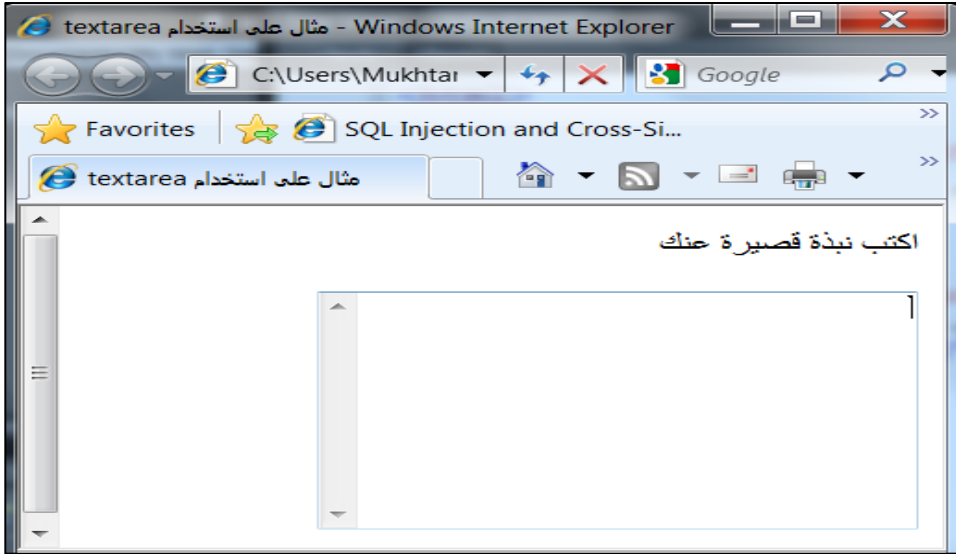 مثال على استخدام textarea - Windows Internet Explorer
C:\Users\Mukhtar
Google
Favorites
SQL Injection and Cross-Si...
مثال على استخدام textarea
اكتب نبذة قصيرة عنك